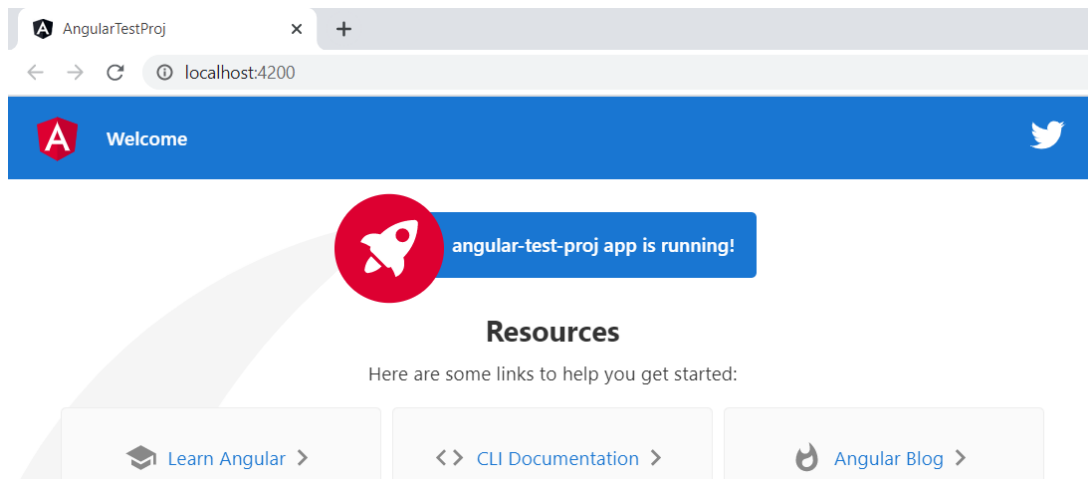 AngularTestProj
localhost:4200
Welcome
angular-test-proj app is running!
Resources
Here are some links to help you get started:
Learn Angular
CLI Documentation
Angular Blog